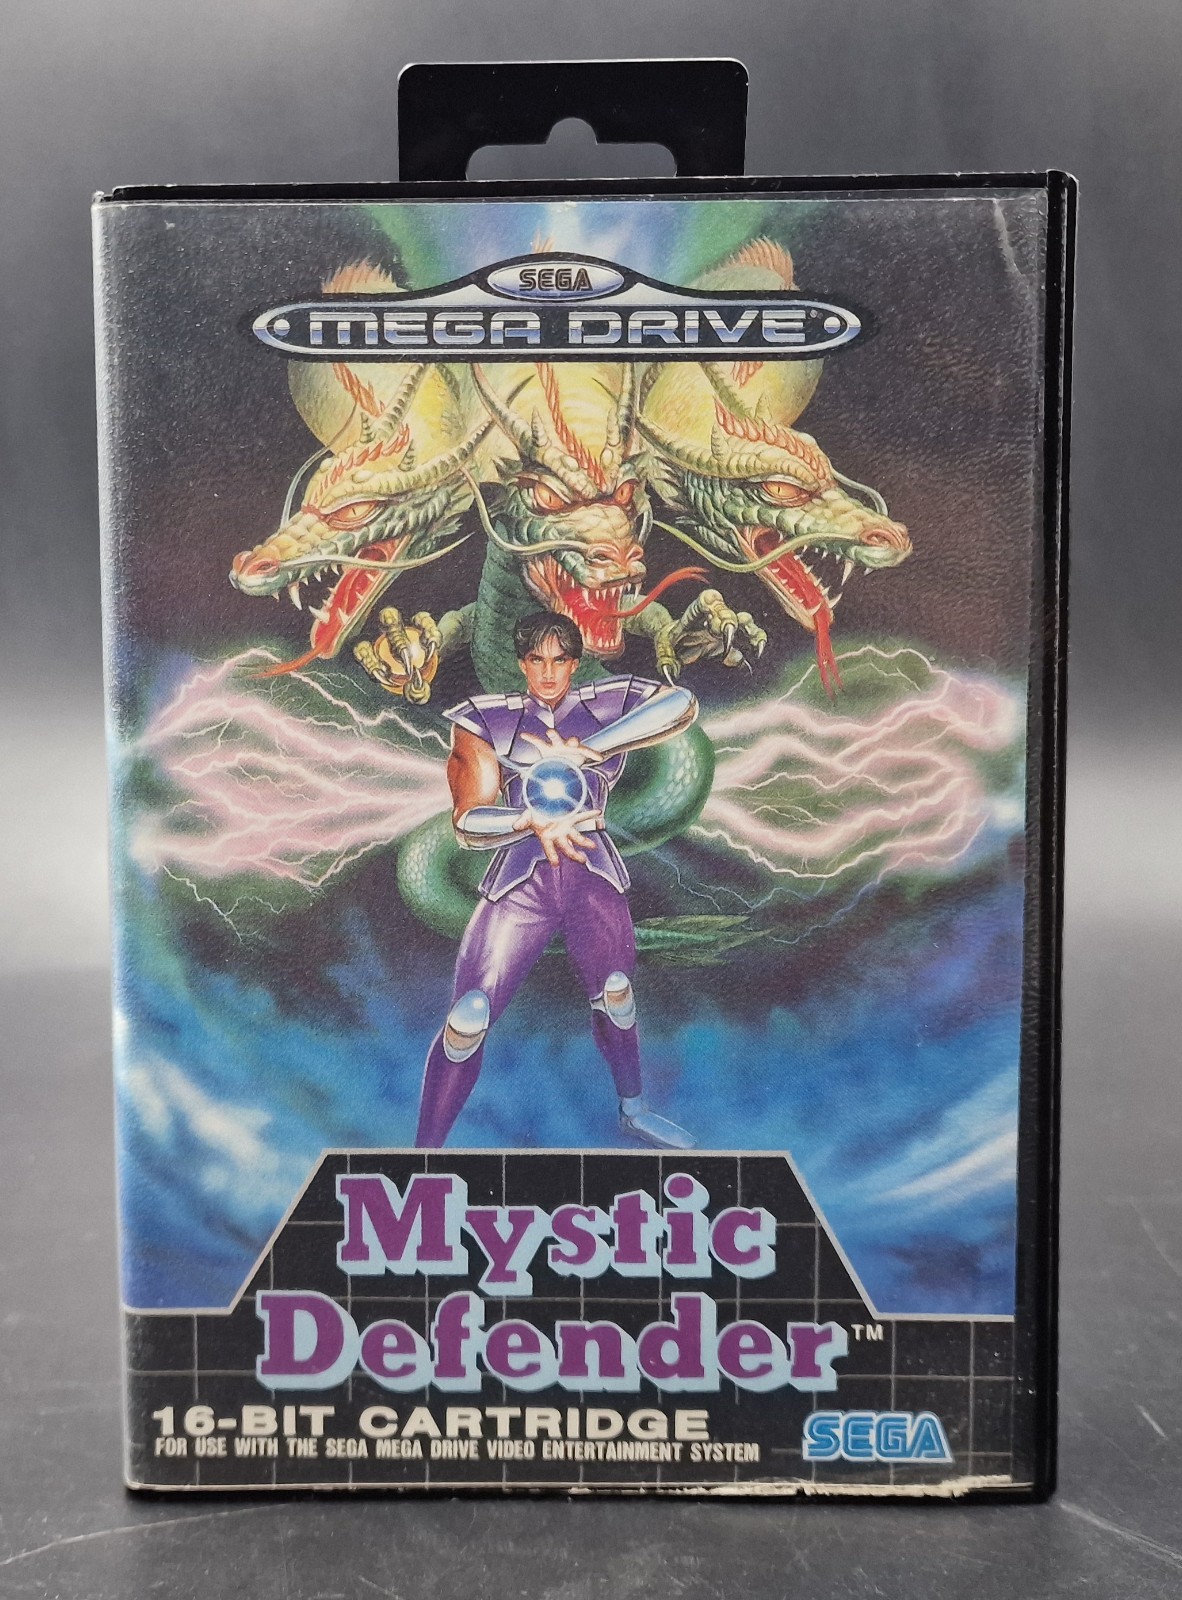 SEGA
MEGA DRIVE
Mystic
Defender™
16-BIT CARTRIDGE
FOR USE WITH THE SEGA MEGA DRIVE VIDEO ENTERTAINMENT SYSTEM
SEGA